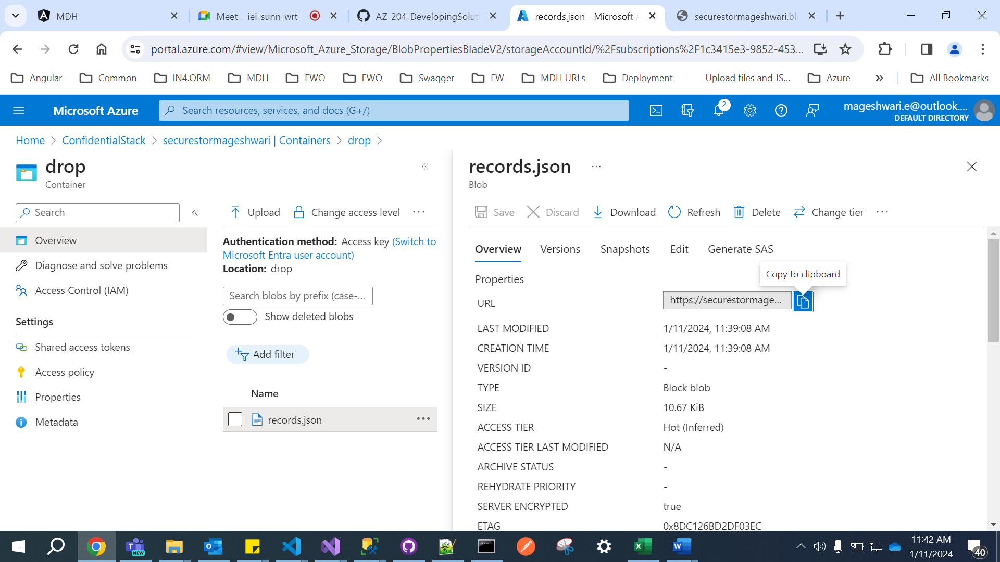 MDH
Meet – iei-sunn-wrt
AZ-204-DevelopingSoluti
records.json - Microsoft A
securestormageshwari.bl
portal.azure.com/#view/Microsoft_Azure_Storage/BlobPropertiesBladeV2/storageAccountId/%2Fsubscriptions%2F1c3415e3-9852-453...
Angular
Common
IN4.ORM
MDH
EWO
EWO
Swagger
FW
MDH URLs
Deployment
Upload files and JS...
Azure
»
All Bookmarks
Microsoft Azure
Search resources, services, and docs (G+/)
2
mageshwari.e@outlook....
DEFAULT DIRECTORY
Home > ConfidentialStack > securestormageshwari | Containers > drop >
drop
Container
«
Search
«
Overview
Diagnose and solve problems
Access Control (IAM)
Settings
Shared access tokens
Access policy
Properties
Metadata
Upload
Change access level
...
Authentication method: Access key (Switch to
Microsoft Entra user account)
Location: drop
Search blobs by prefix (case-...
Show deleted blobs
Add filter
Name
records.json
...
records.json
...
Blob
Save
Discard
Download
Refresh
Delete
Change tier
...
Overview
Versions
Snapshots
Edit
Generate SAS
Copy to clipboard
Properties
URL
https://securestormage...
LAST MODIFIED
1/11/2024, 11:39:08 AM
CREATION TIME
1/11/2024, 11:39:08 AM
VERSION ID
-
TYPE
Block blob
SIZE
10.67 KiB
ACCESS TIER
Hot (Inferred)
ACCESS TIER LAST MODIFIED
N/A
ARCHIVE STATUS
-
REHYDRATE PRIORITY
-
SERVER ENCRYPTED
true
ETAG
0x8DC126BD2DF03EC
NEW
11:42 AM
1/11/2024
40